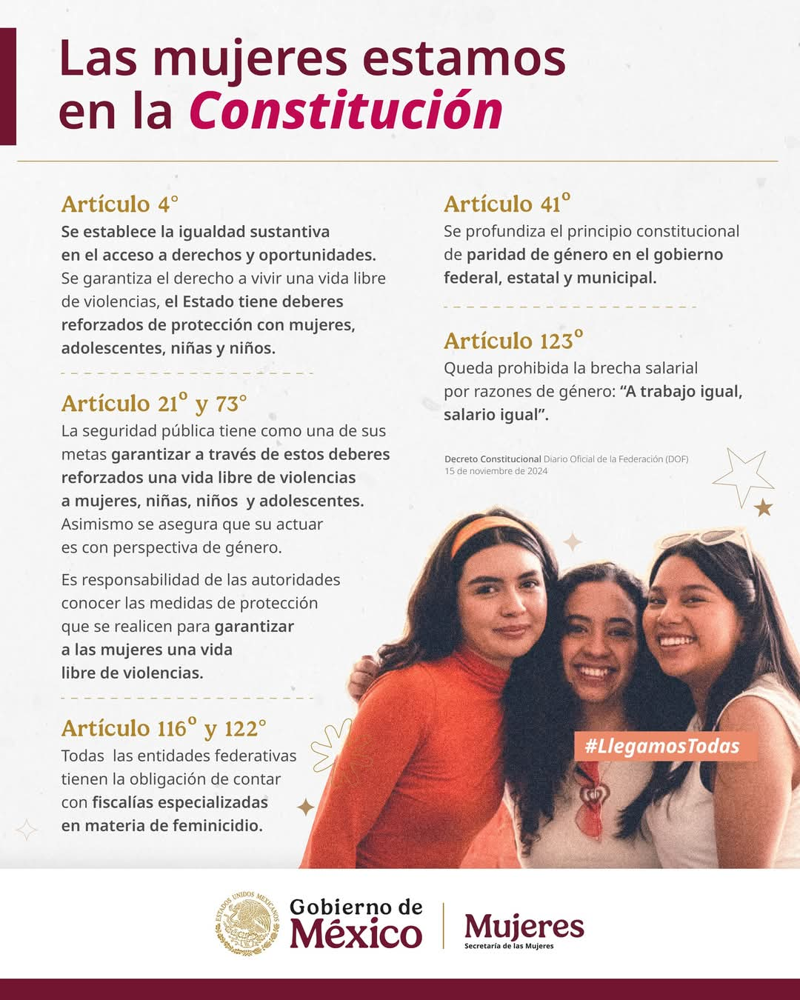 Las mujeres estamos
en la Constitución
Artículo 4°
Se establece la igualdad sustantiva
en el acceso a derechos y oportunidades.
Se garantiza el derecho a vivir una vida libre
de violencias, el Estado tiene deberes
reforzados de protección con mujeres,
adolescentes, niñas y niños.
Artículo 21º y 73°
La seguridad pública tiene como una de sus
metas garantizar a través de estos deberes
reforzados una vida libre de violencias
a mujeres, niñas, niños y adolescentes.
Asimismo se asegura que su actuar
es con perspectiva de género.
Es responsabilidad de las autoridades
conocer las medidas de protección
que se realicen para garantizar
a las mujeres una vida
libre de violencias.
Artículo 116º y 122°
Todas las entidades federativas
tienen la obligación de contar
con fiscalías especializadas
en materia de feminicidio.
Artículo 41º
Se profundiza el principio constitucional
de paridad de género en el gobierno
federal, estatal y municipal.
Artículo 123º
Queda prohibida la brecha salarial
por razones de género: “A trabajo igual,
salario igual”.
Decreto Constitucional Diario Oficial de la Federación (DOF)
15 de noviembre de 2024
#LlegamosTodas
ESTADOS UNIDOS MEXICANOS
Gobierno de
México
Mujeres
Secretaría de las Mujeres